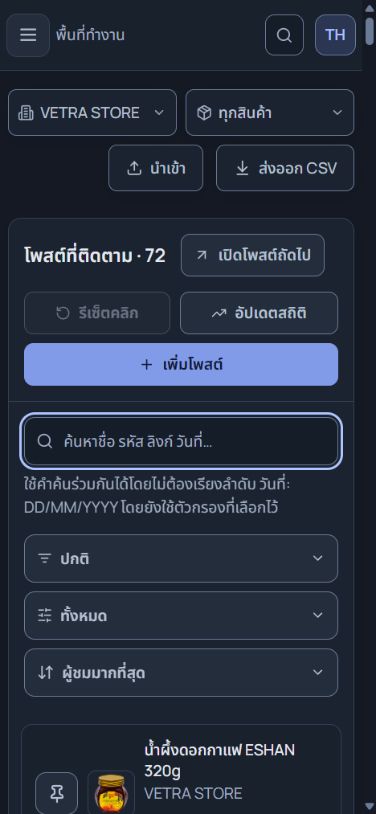 พื้นที่ทำงาน
TH
VETRA STORE
ทุกสินค้า
นำเข้า
ส่งออก CSV
โพสต์ที่ติดตาม · 72
เปิดโพสต์ถัดไป
รีเซ็ตคลิก
อัปเดตสถิติ
+ เพิ่มโพสต์
ค้นหาชื่อ รหัส ลิงก์ วันที่...
ใช้คำค้นร่วมกันได้โดยไม่ต้องเรียงลำดับ วันที่:
DD/MM/YYYY โดยยังใช้ตัวกรองที่เลือกไว้
ปกติ
ทั้งหมด
ผู้ชมมากที่สุด
น้ำผึ้งดอกกาแฟ ESHAN
320g
VETRA STORE